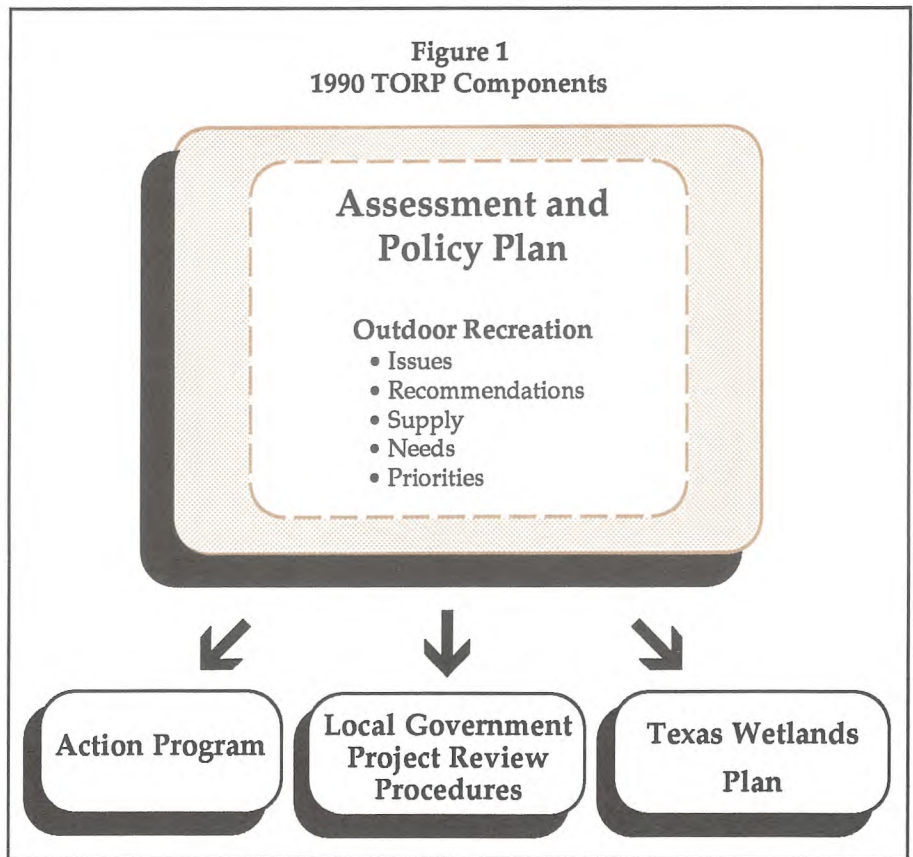 Figure 1
1990 TORP Components
Assessment and
Policy Plan
Outdoor Recreation
• Issues
• Recommendations
• Supply
• Needs
• Priorities
Action Program
Local Government
Project Review
Procedures
Texas Wetlands
Plan